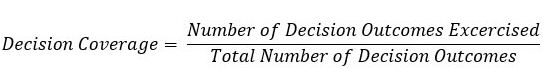 Decision Coverage = Number of Decision Outcomes Excercised / Total Number of Decision Outcomes